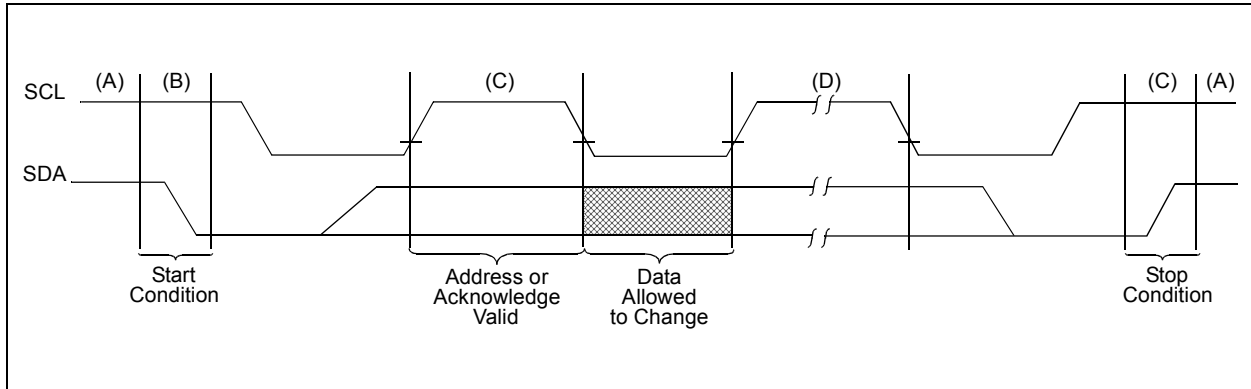 (A) (B) (C) (D) (C) (A)
SCL
SDA
Start
Condition
Address or
Acknowledge
Valid
Data
Allowed
to Change
Stop
Condition